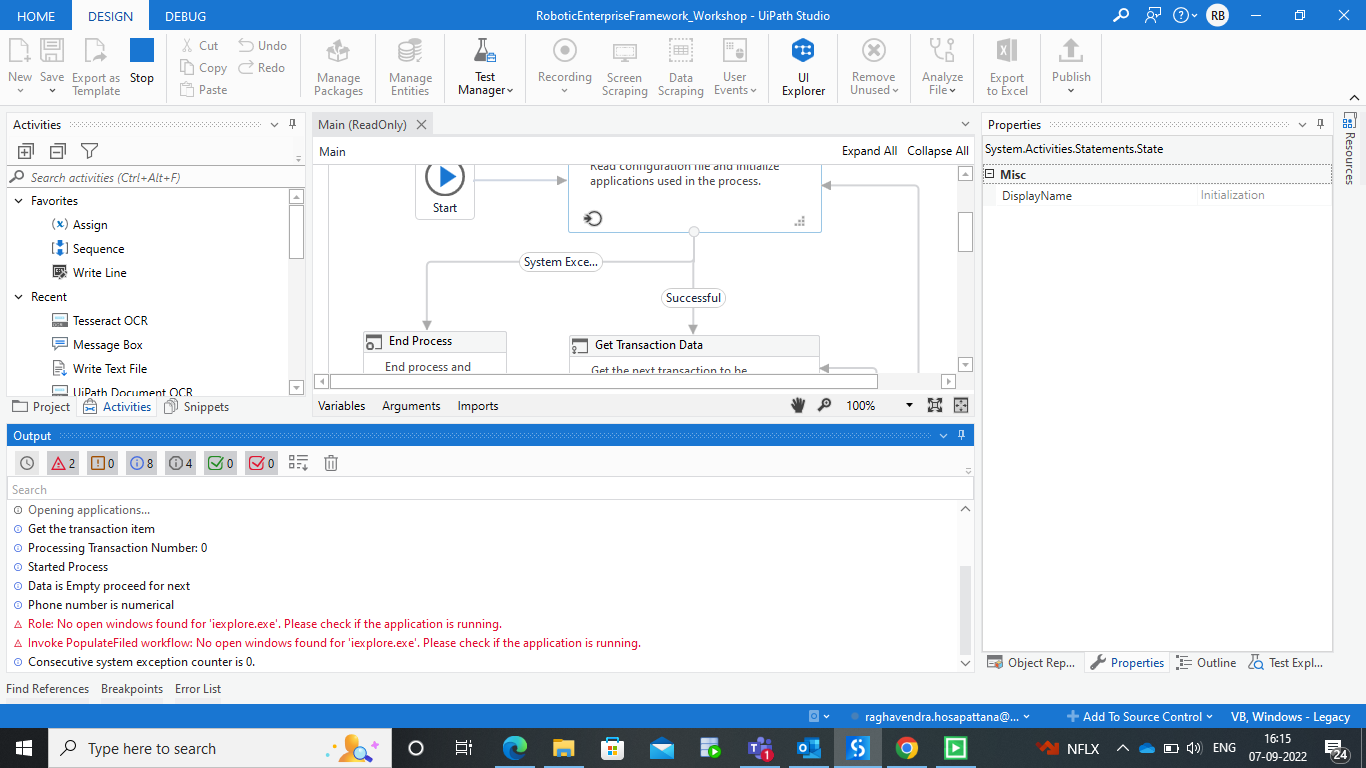 HOME DESIGN DEBUG RoboticEnterpriseFramework_Workshop - UiPath Studio RB
New Save Export as Template Stop Cut Copy Paste Undo Redo Manage Packages Manage Entities Test Manager Recording Screen Scraping Data Scraping User Events UI Explorer Remove Unused Analyze File Export to Excel Publish
Activities
Search activities (Ctrl+Alt+F)
Favorites
Assign
Sequence
Write Line
Recent
Tesseract OCR
Message Box
Write Text File
UiPath Document OCR
Project Activities Snippets
Main (ReadOnly)
Main Expand All Collapse All
Read configuration file and initialize
applications used in the process.
Start
System Exce...
Successful
End Process
End process and
Get Transaction Data
Get the next transaction to be
Variables Arguments Imports 100%
Properties
System.Activities.Statements.State
Misc
DisplayName Initialization
Resources
Object Rep... Properties Outline Test Expl...
Output
2 0 8 4 0 0
Search
Opening applications...
Get the transaction item
Processing Transaction Number: 0
Started Process
Data is Empty proceed for next
Phone number is numerical
Role: No open windows found for 'iexplore.exe'. Please check if the application is running.
Invoke PopulateFiled workflow: No open windows found for 'iexplore.exe'. Please check if the application is running.
Consecutive system exception counter is 0.
Find References Breakpoints Error List
raghavendra.hosapattana@... Add To Source Control VB, Windows - Legacy
Type here to search 1 NFLX ENG 16:15
07-09-2022 24